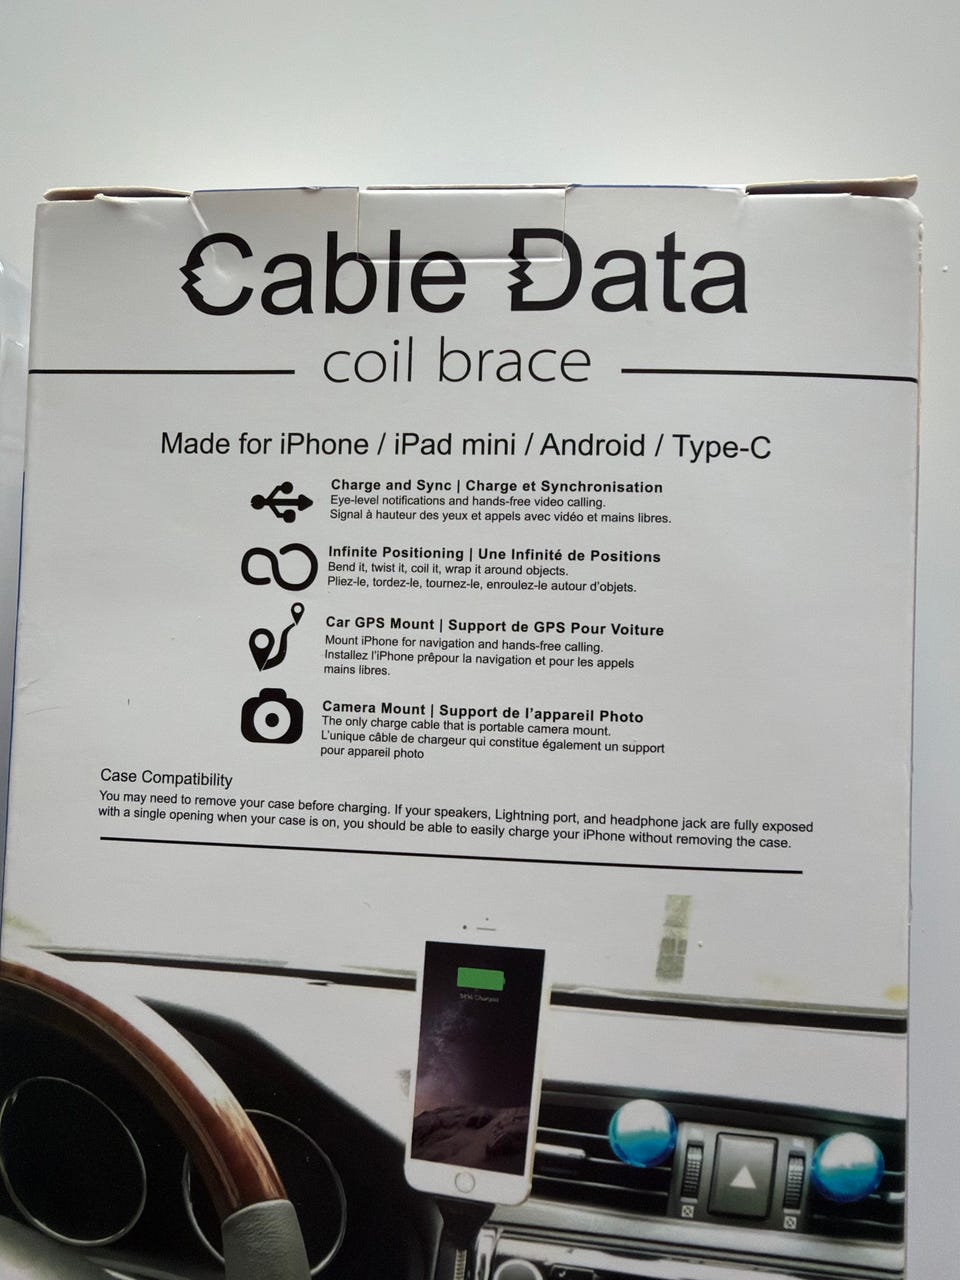 Cable Data
coil brace
Made for iPhone / iPad mini / Android / Type-C
Charge and Sync | Charge et Synchronisation
Eye-level notifications and hands-free video calling.
Signal à hauteur des yeux et appels avec vidéo et mains libres.
Infinite Positioning | Une Infinité de Positions
Bend it, twist it, coil it, wrap it around objects.
Pliez-le, tordez-le, tournez-le, enroulez-le autour d'objets.
Car GPS Mount | Support de GPS Pour Voiture
Mount iPhone for navigation and hands-free calling.
Installez l'iPhone prêpour la navigation et pour les appels
mains libres.
Camera Mount | Support de l'appareil Photo
The only charge cable that is portable camera mount.
L'unique câble de chargeur qui constitue également un support
pour appareil photo
Case Compatibility
You may need to remove your case before charging. If your speakers, Lightning port, and headphone jack are fully exposed
with a single opening when your case is on, you should be able to easily charge your iPhone without removing the case.